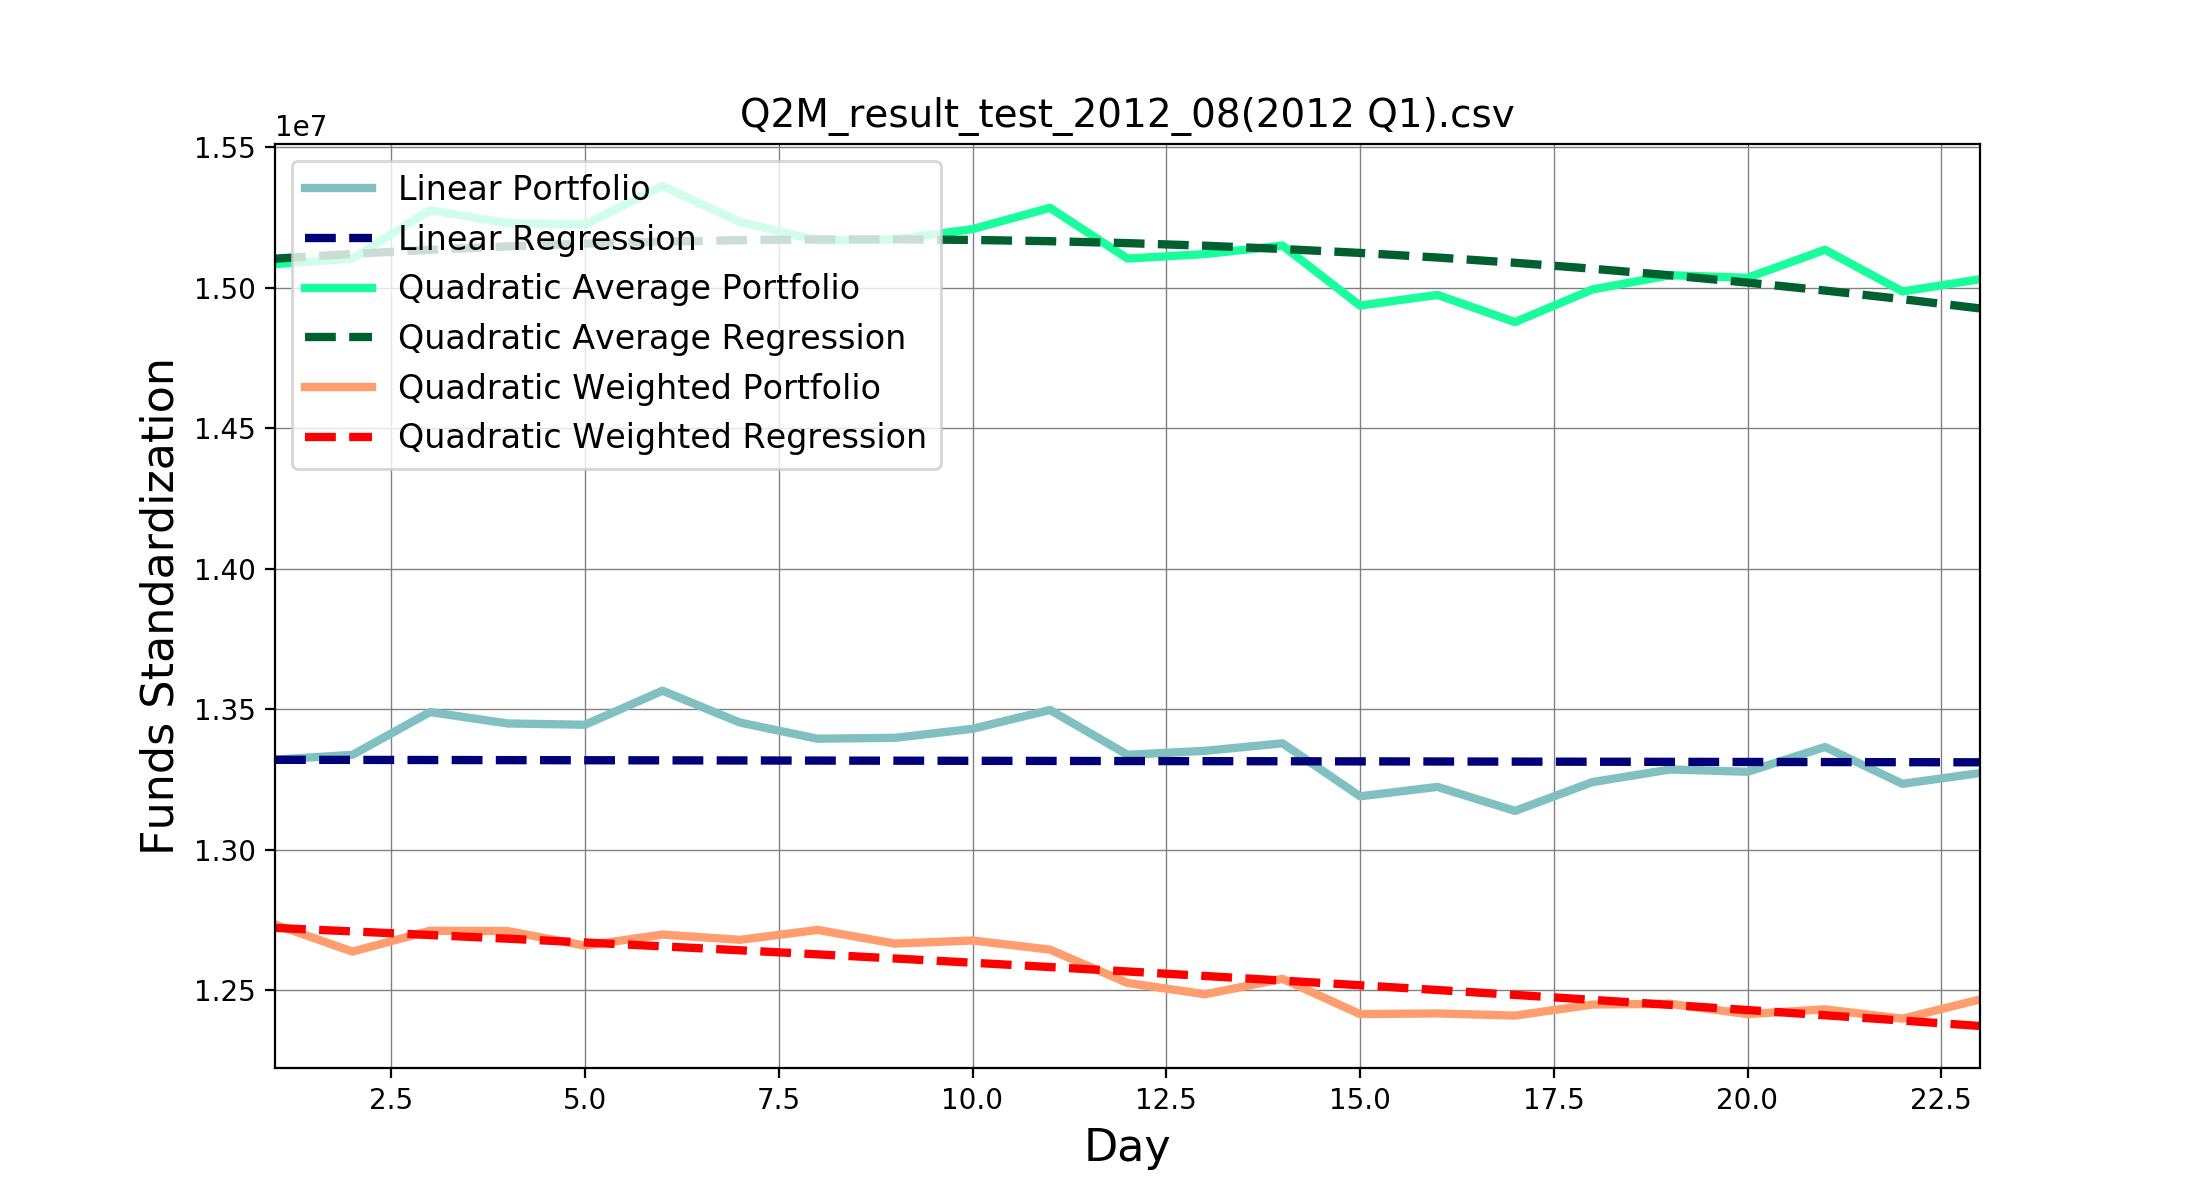 Q2M_result_test_2012_08(2012 Q1).csv
1e7
1.55
1.50
1.45
1.40
1.35
1.30
1.25
Funds Standardization
Linear Portfolio
Linear Regression
Quadratic Average Portfolio
Quadratic Average Regression
Quadratic Weighted Portfolio
Quadratic Weighted Regression
2.5 5.0 7.5 10.0 12.5 15.0 17.5 20.0 22.5
Day